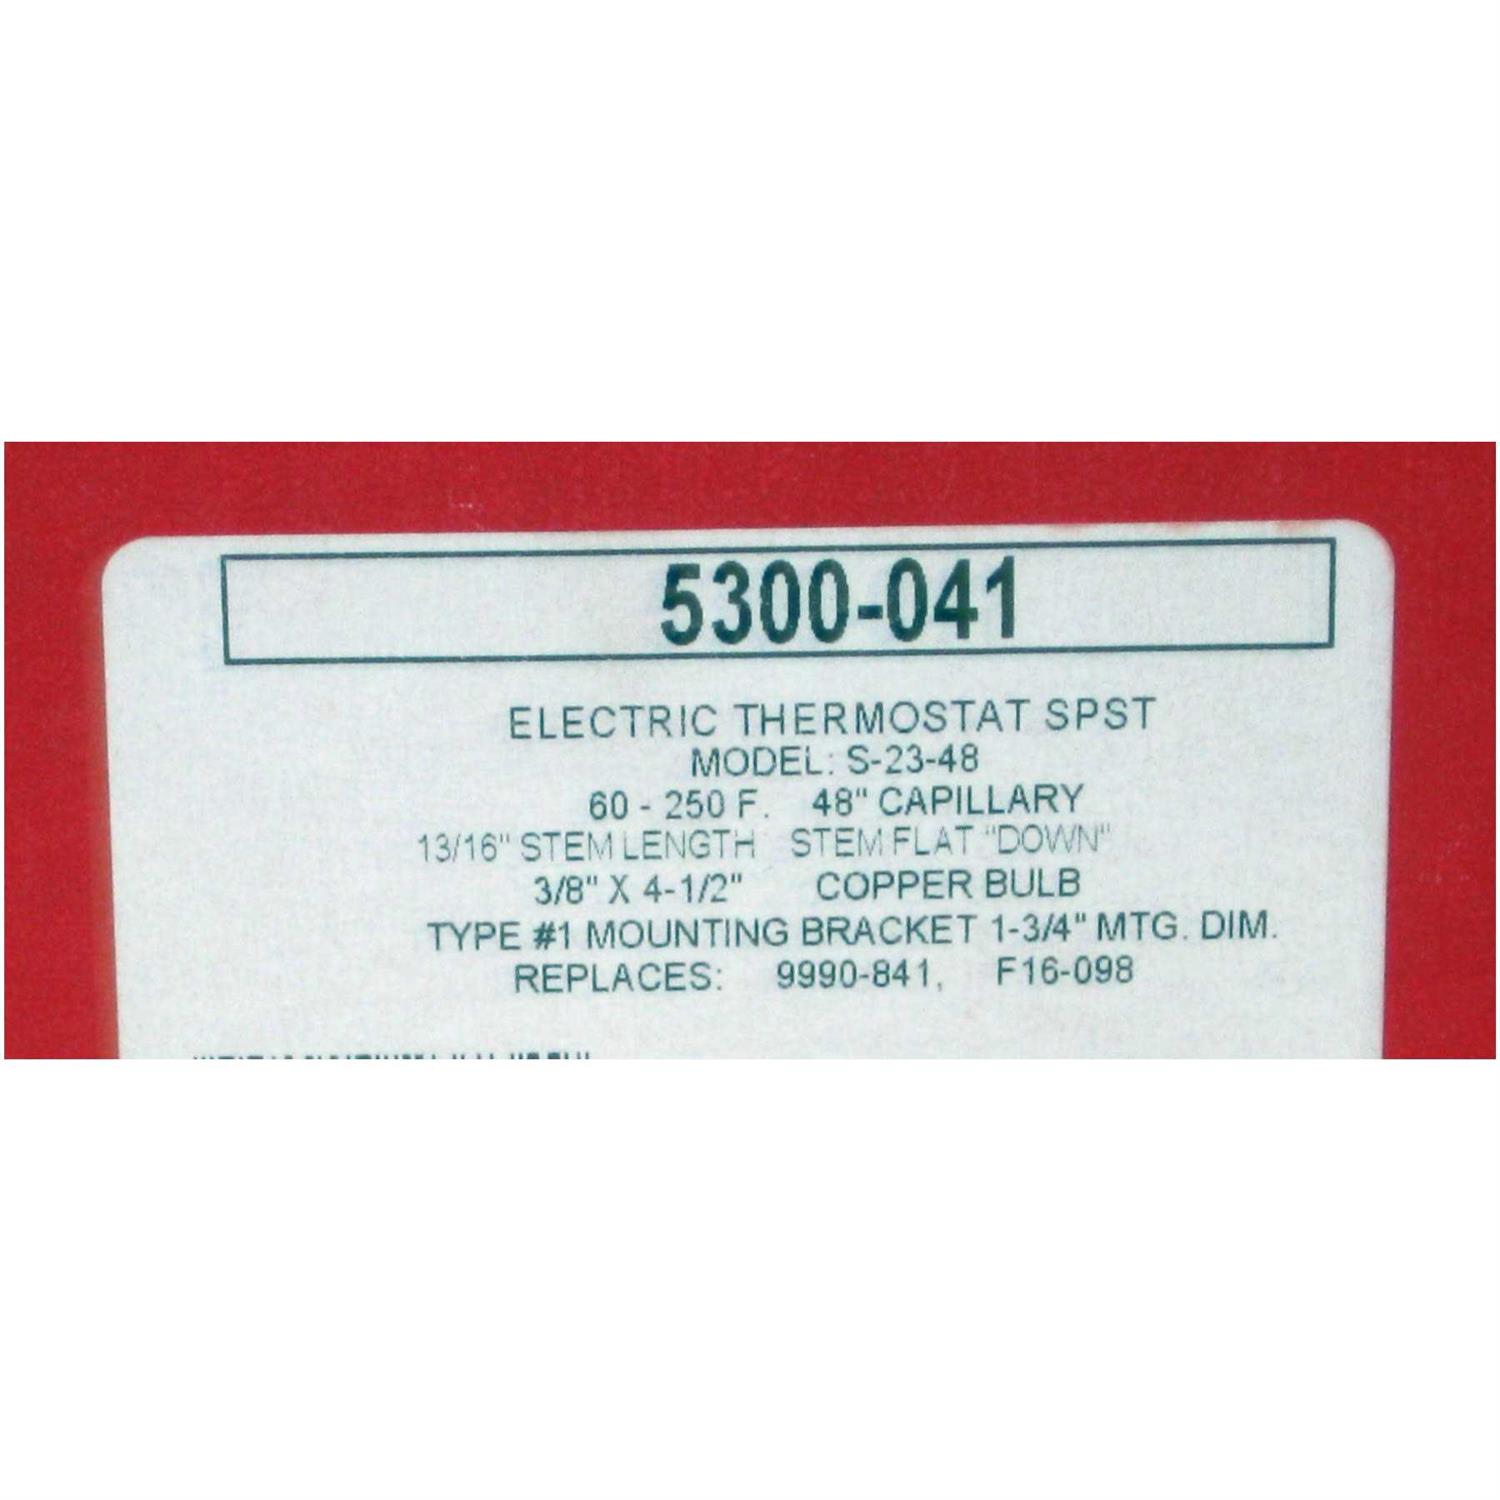 5300-041
ELECTRIC THERMOSTAT SPST
MODEL: S-23-48
60 - 250 F. 48" CAPILLARY
13/16" STEM LENGTH STEM FLAT "DOWN"
3/8" X 4-1/2" COPPER BULB
TYPE #1 MOUNTING BRACKET 1-3/4" MTG. DIM.
REPLACES: 9990-841, F16-098